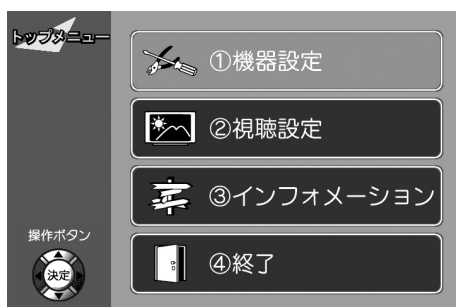 トップメニュー
①機器設定
②視聴設定
③インフォメーション
④終了
操作ボタン
決定